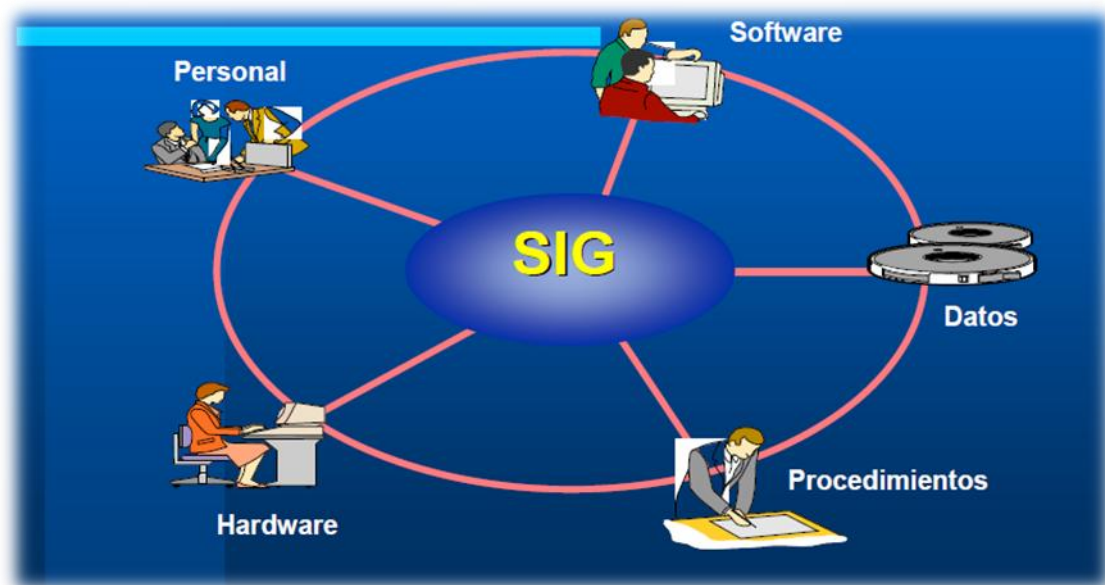 Software
Personal
SIG
Datos
Procedimientos
Hardware